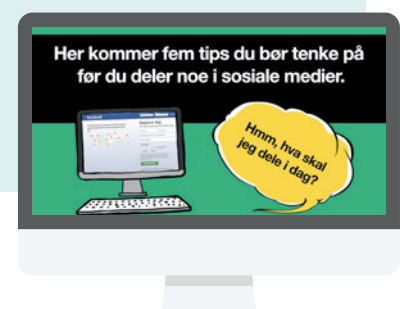 Her kommer fem tips du bør tenke på
før du deler noe i sosiale medier.
Hmm, hva skal
jeg dele i dag?